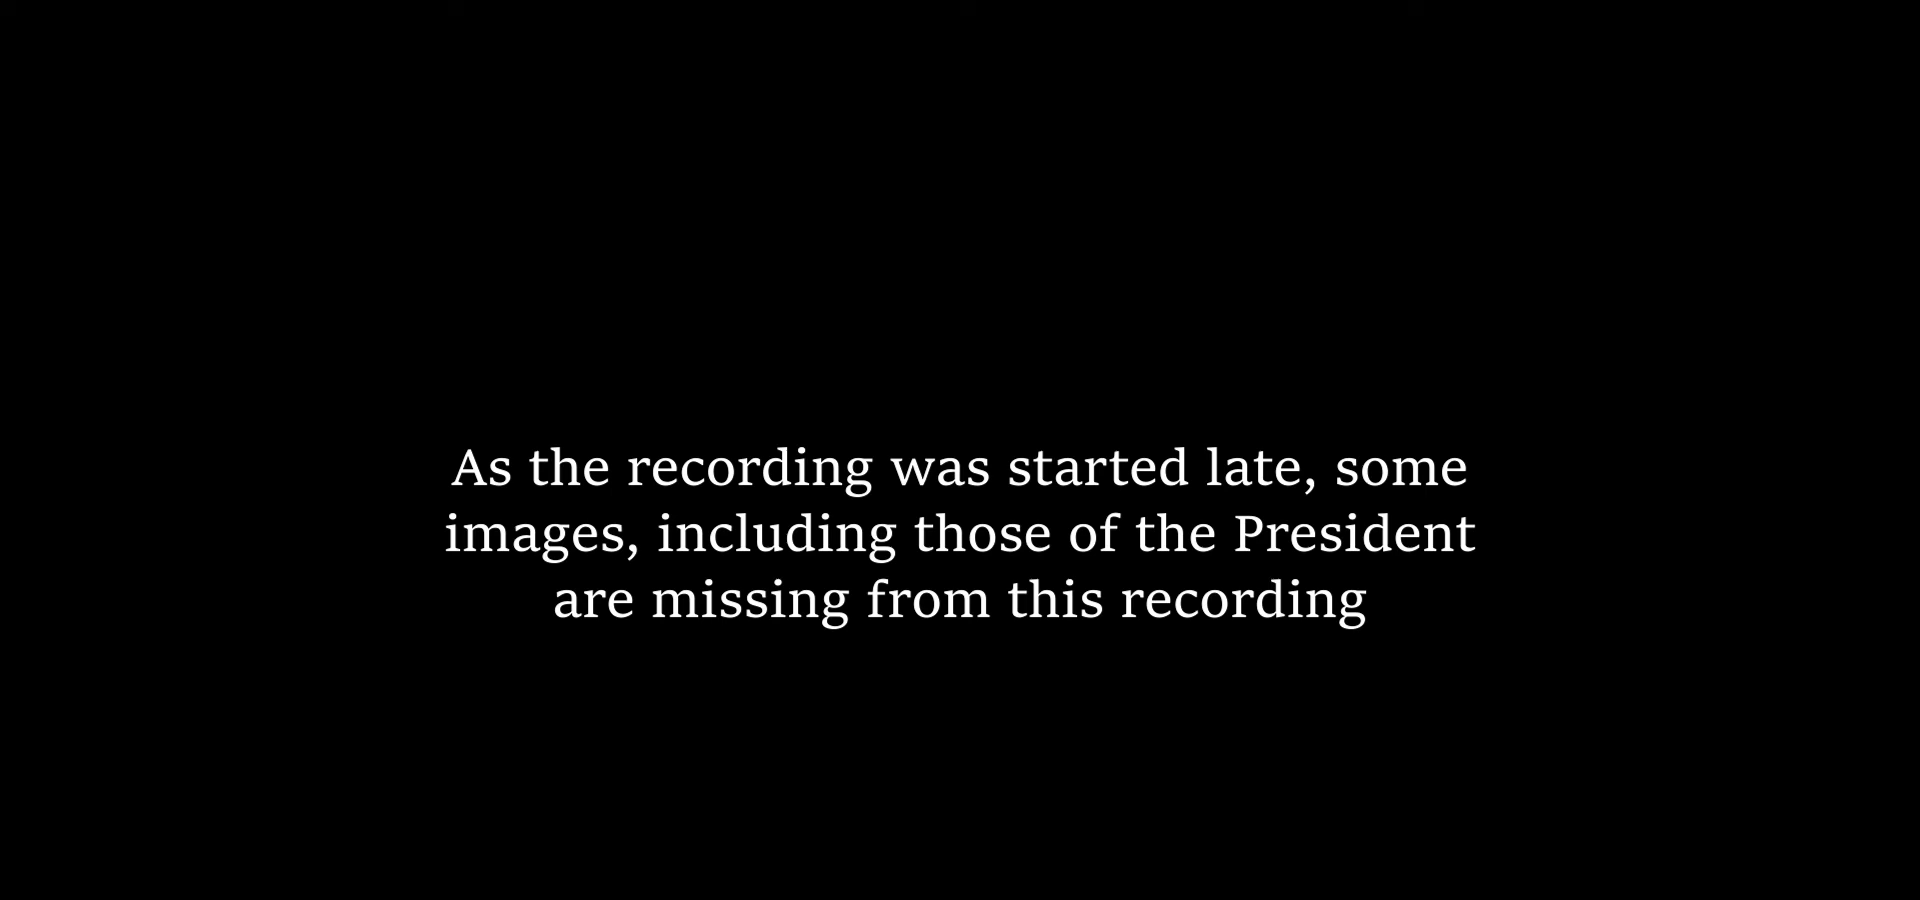 As the recording was started late, some
images, including those of the President
are missing from this recording